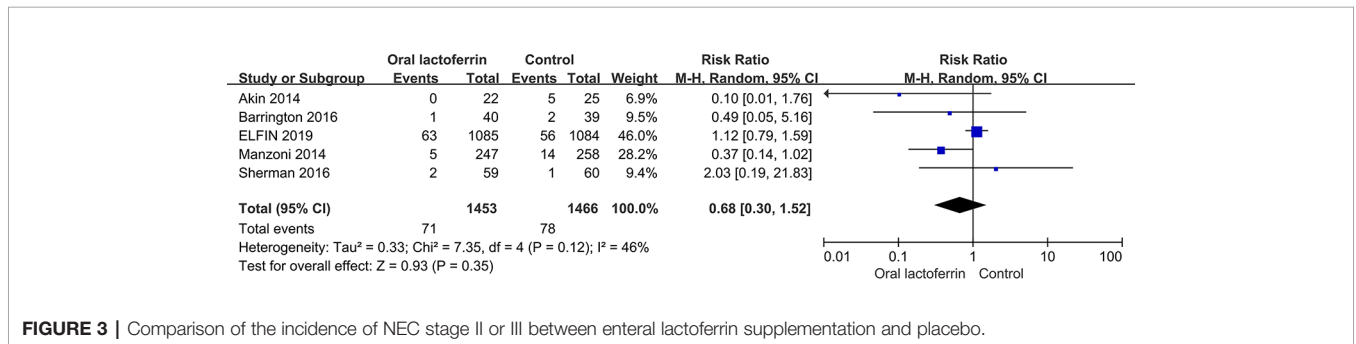 Oral lactoferrin Control Risk Ratio Risk Ratio
Study or Subgroup Events Total Events Total Weight M-H, Random, 95% CI M-H, Random, 95% CI
Akin 2014 0 22 5 25 6.9% 0.10 [0.01, 1.76]
Barrington 2016 1 40 2 39 9.5% 0.49 [0.05, 5.16]
ELFIN 2019 63 1085 56 1084 46.0% 1.12 [0.79, 1.59]
Manzoni 2014 5 247 14 258 28.2% 0.37 [0.14, 1.02]
Sherman 2016 2 59 1 60 9.4% 2.03 [0.19, 21.83]
Total (95% CI) 1453 1466 100.0% 0.68 [0.30, 1.52]
Total events 71 78
Heterogeneity: Tau² = 0.33; Chi² = 7.35, df = 4 (P = 0.12); I² = 46%
Test for overall effect: Z = 0.93 (P = 0.35)
0.01 0.1 1 10 100
Oral lactoferrin Control
FIGURE 3 | Comparison of the incidence of NEC stage II or III between enteral lactoferrin supplementation and placebo.